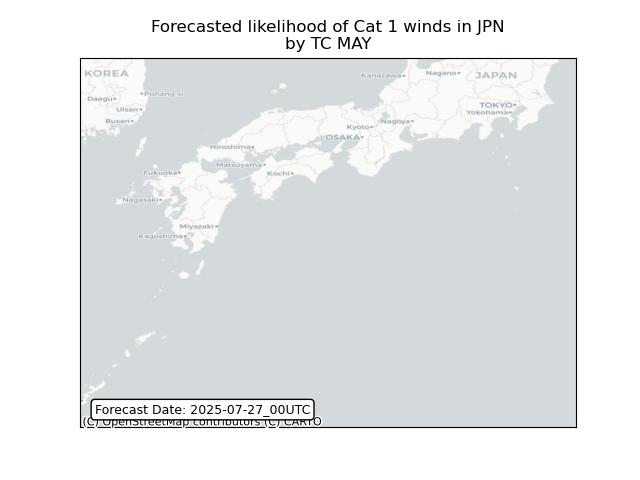 Forecasted likelihood of Cat 1 winds in JPN
by TC MAY
KOREA
Pohang-si
Daegu
Ulsan
Busan
Kanazawa
Nagano
JAPAN
TOKYO
Yokohama
Nagoya
Kyoto
OSAKA
Hiroshima
Matsuyama
Kochi
Fukuoka
Nagasaki
Miyazaki
Kagoshima
Forecast Date: 2025-07-27_00UTC
(C) OpenStreetMap contributors (C) CARTO